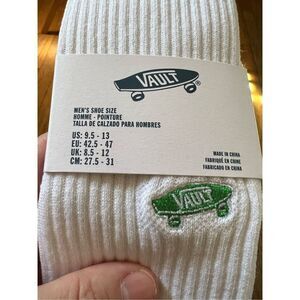 VAULT
®
MEN'S SHOE SIZE
HOMME - POINTURE
TALLA DE CALZADO PARA HOMBRES
US: 9.5 - 13
EU: 42.5 - 47
UK: 8.5 - 12
CM: 27.5 - 31
MADE IN CHINA
FABRIQUÉ EN CHINE
FABRICADO EN CHINA
VAULT